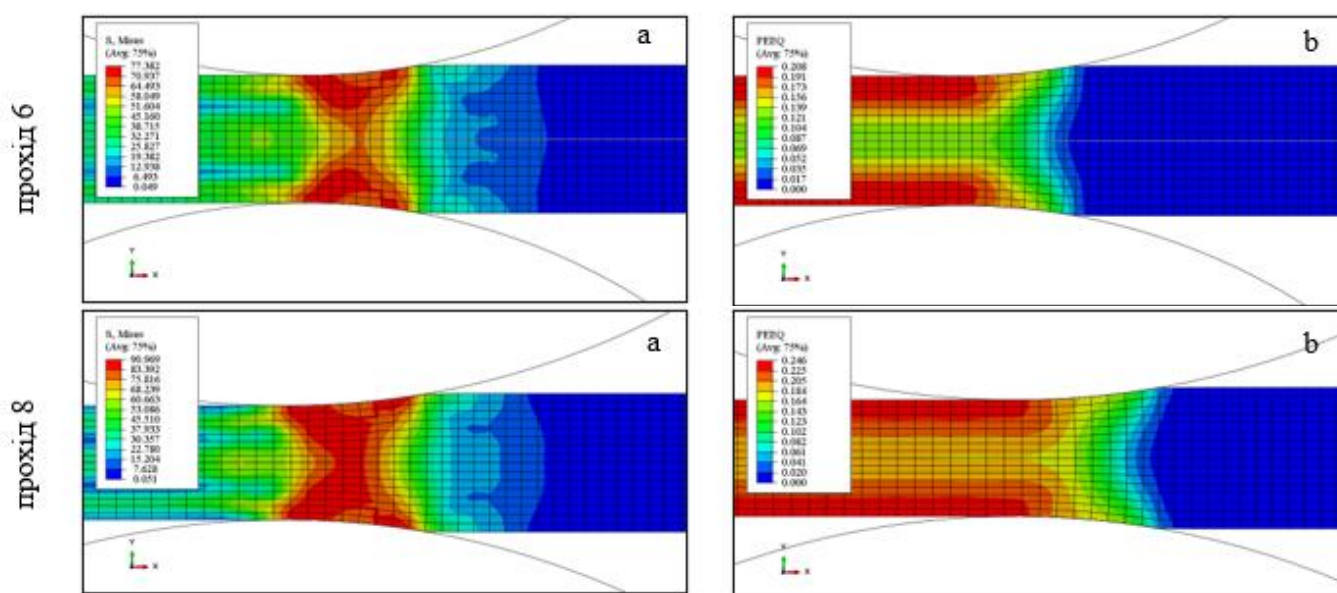 прохід 6
S, Mises
(Avg: 75%)
77.382
70.937
64.493
58.049
51.604
45.160
38.715
32.271
25.827
19.382
12.938
6.493
0.049
a
Y
X
PEEQ
(Avg: 75%)
0.208
0.191
0.173
0.156
0.139
0.121
0.104
0.087
0.069
0.052
0.035
0.017
0.000
b
Y
X
прохід 8
S, Mises
(Avg: 75%)
90.969
83.392
75.816
68.239
60.663
53.086
45.510
37.933
30.357
22.780
15.204
7.628
0.051
a
Y
X
PEEQ
(Avg: 75%)
0.246
0.225
0.205
0.184
0.164
0.143
0.123
0.102
0.082
0.061
0.041
0.020
0.000
b
Y
X